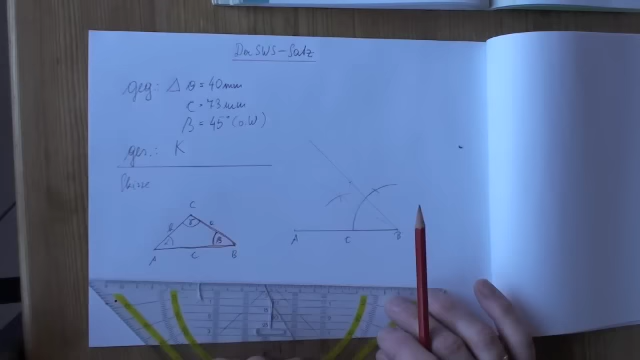 Der SWS-Satz
geg: △ a = 40mm
c = 73mm
β = 45° (o.W)
ges.: K
Skizze
C
γ
b
a
α
β
A
c
B
A
c
B